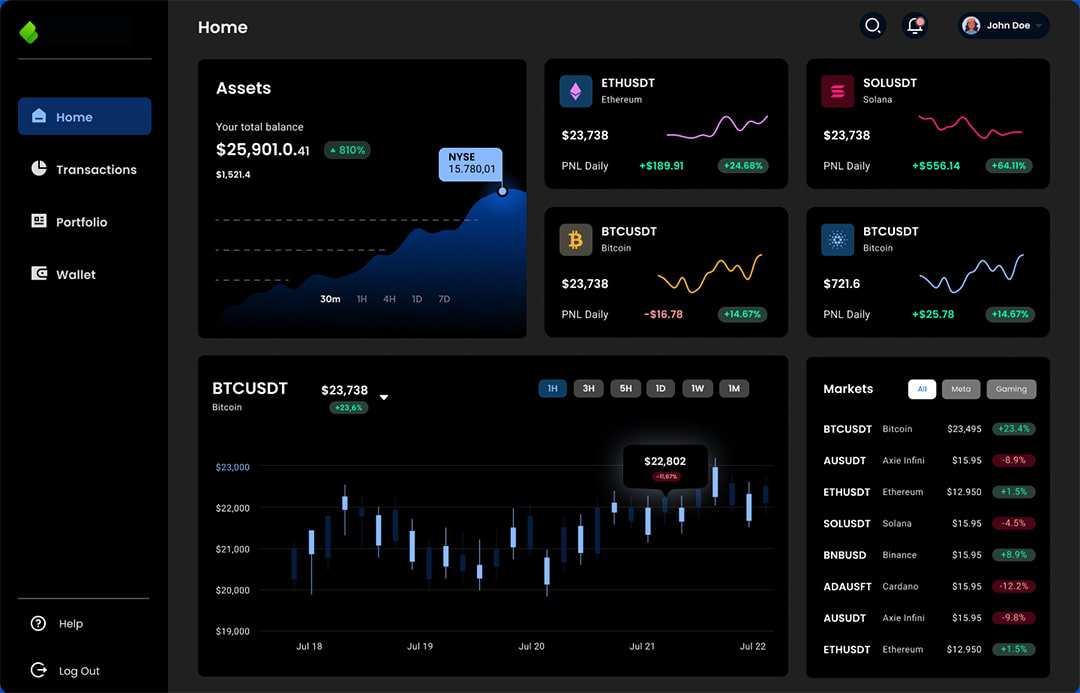 Home
John Doe
Home
Transactions
Portfolio
Wallet
Help
Log Out
Assets
Your total balance
$25,901.0.41
810%
$1,521.4
NYSE
15.780,01
30m 1H 4H 1D 7D
ETHUSDT
Ethereum
$23,738
PNL Daily +$189.91 +24.68%
SOLUSDT
Solana
$23,738
PNL Daily +$556.14 +64.11%
BTCUSDT
Bitcoin
$23,738
PNL Daily -$16.78 +14.67%
BTCUSDT
Bitcoin
$721.6
PNL Daily +$25.78 +14.67%
BTCUSDT
Bitcoin
$23,738
+23,6%
1H 3H 5H 1D 1W 1M
$22,802
-11,67%
$23,000
$22,000
$21,000
$20,000
$19,000
Jul 18 Jul 19 Jul 20 Jul 21 Jul 22
Markets All Meta Gaming
BTCUSDT Bitcoin $23,495 +23.4%
AUSUDT Axie Infini $15.95 -8.9%
ETHUSDT Ethereum $12.950 +1.5%
SOLUSDT Solana $15.95 -4.5%
BNBUSD Binance $15.95 +8.9%
ADAUSFT Cardano $15.95 -12.2%
AUSUDT Axie Infini $15.95 -9.8%
ETHUSDT Ethereum $12.950 +1.5%